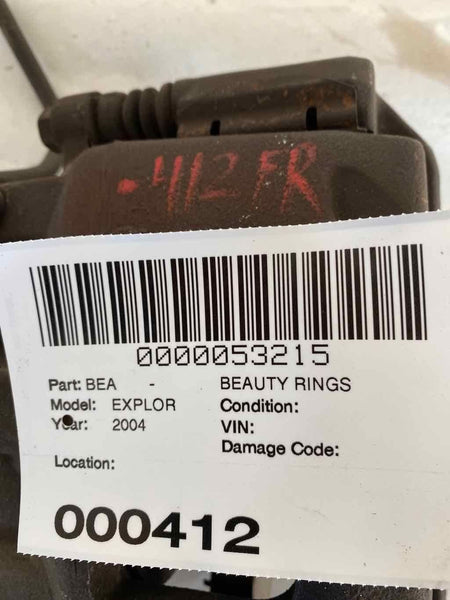 -412 FR
0000053215
Part: BEA - BEAUTY RINGS
Model: EXPLOR Condition:
Year: 2004 VIN:
Damage Code:
Location:
000412